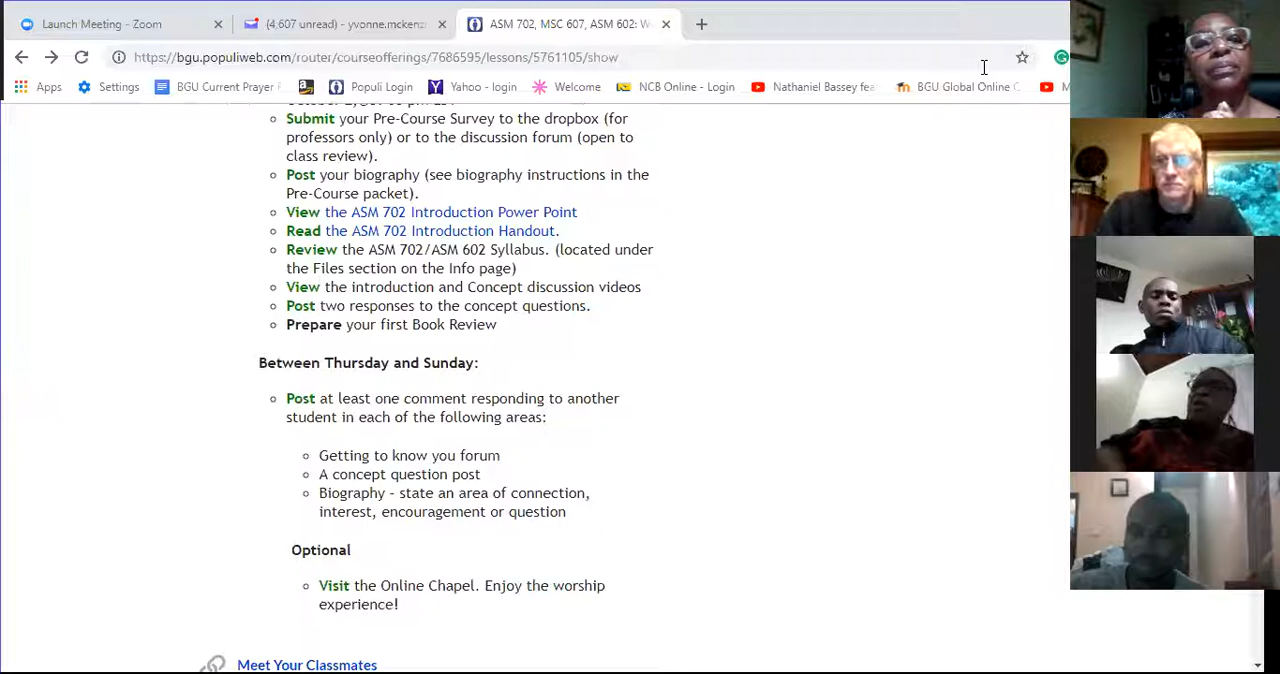 Launch Meeting - Zoom
(4,607 unread) - yvonne.mckenz
ASM 702, MSC 607, ASM 602: W
https://bgu.populiweb.com/router/courseofferings/7686595/lessons/5761105/show
Apps
Settings
BGU Current Prayer
Populi Login
Yahoo - login
Welcome
NCB Online - Login
Nathaniel Bassey fea
BGU Global Online C
M
Submit your Pre-Course Survey to the dropbox (for
professors only) or to the discussion forum (open to
class review).
Post your biography (see biography instructions in the
Pre-Course packet).
View the ASM 702 Introduction Power Point
Read the ASM 702 Introduction Handout.
Review the ASM 702/ASM 602 Syllabus. (located under
the Files section on the Info page)
View the introduction and Concept discussion videos
Post two responses to the concept questions.
Prepare your first Book Review
Between Thursday and Sunday:
Post at least one comment responding to another
student in each of the following areas:
Getting to know you forum
A concept question post
Biography - state an area of connection,
interest, encouragement or question
Optional
Visit the Online Chapel. Enjoy the worship
experience!
Meet Your Classmates